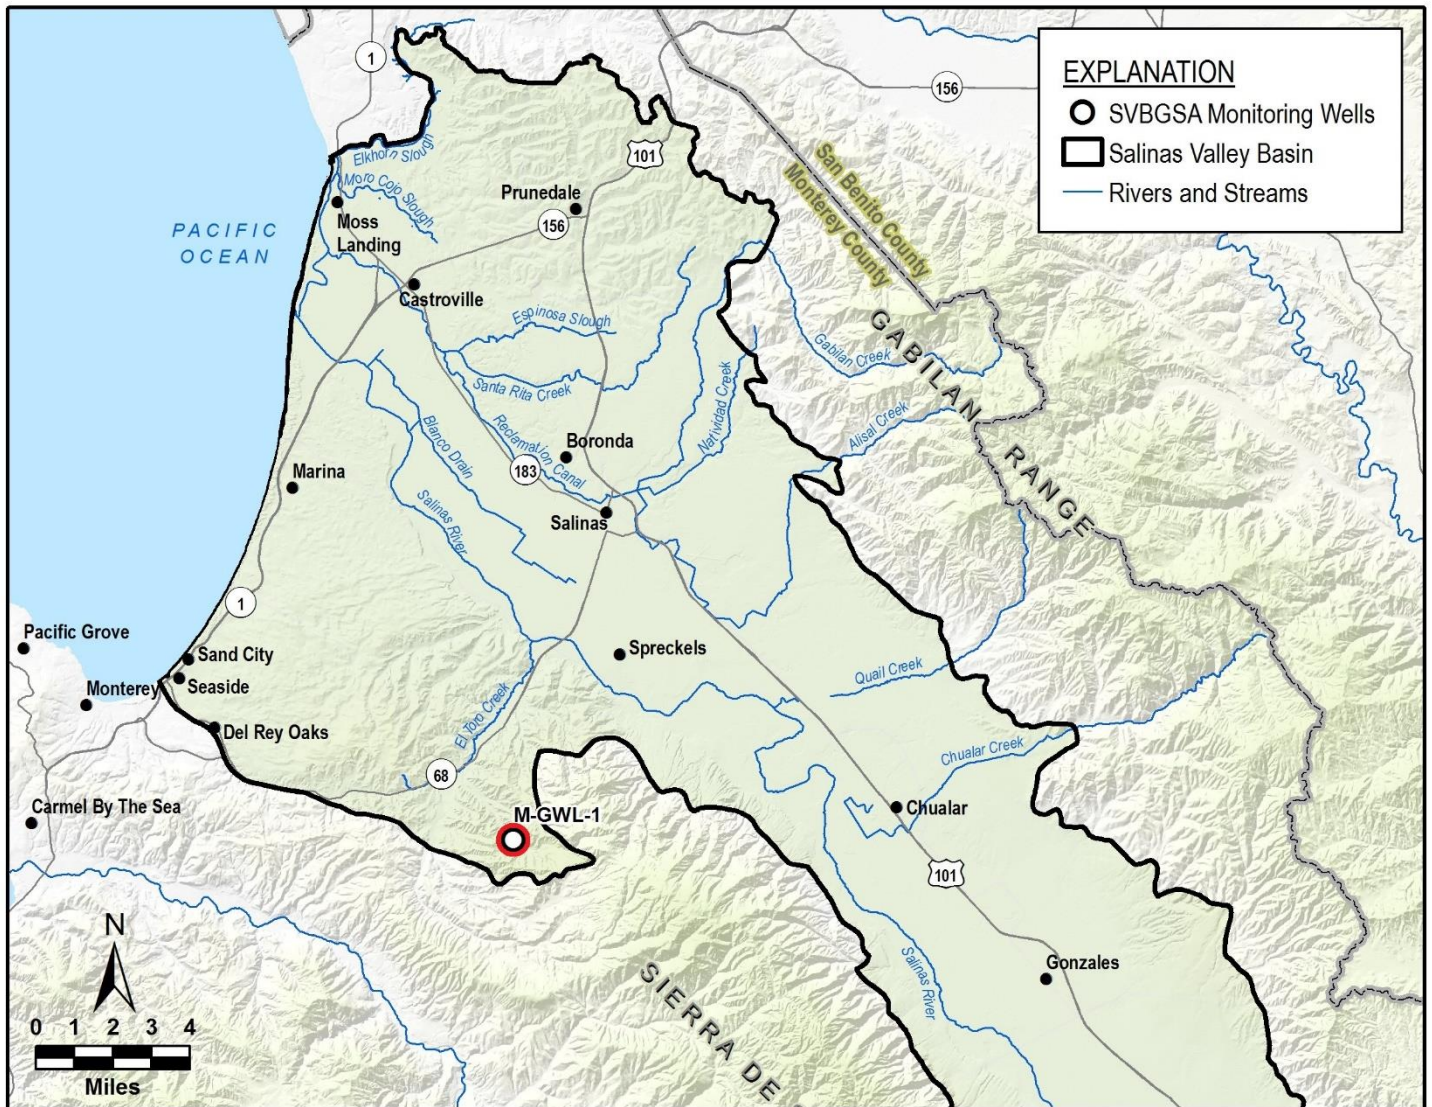 EXPLANATION
SVBGSA Monitoring Wells
Salinas Valley Basin
Rivers and Streams
1
156
101
San Benito County
Monterey County
Elkhorn Slough
Moro Cojo Slough
Prunedale
156
Moss
Landing
PACIFIC
OCEAN
Castroville
Espinosa Slough
Gabilan Creek
GABILAN
RANGE
Santa Rita Creek
Natividad Creek
Alisal Creek
Reclamation Canal
Blanco Drain
Boronda
183
Marina
Salinas River
Salinas
1
Pacific Grove
Sand City
Spreckels
Quail Creek
Monterey
Seaside
El Toro Creek
Del Rey Oaks
Chualar Creek
68
Carmel By The Sea
M-GWL-1
Chualar
101
N
Gonzales
Salinas River
SIERRA DE
0 1 2 3 4
Miles